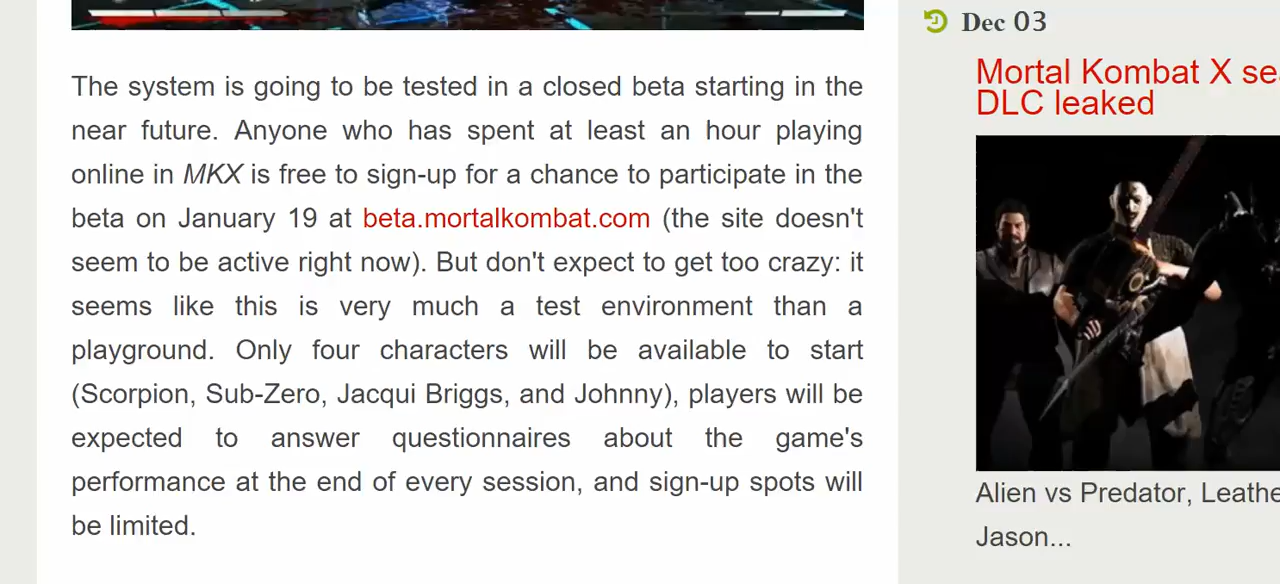 The system is going to be tested in a closed beta starting in the
near future. Anyone who has spent at least an hour playing
online in MKX is free to sign-up for a chance to participate in the
beta on January 19 at beta.mortalkombat.com (the site doesn't
seem to be active right now). But don't expect to get too crazy: it
seems like this is very much a test environment than a
playground. Only four characters will be available to start
(Scorpion, Sub-Zero, Jacqui Briggs, and Johnny), players will be
expected to answer questionnaires about the game's
performance at the end of every session, and sign-up spots will
be limited.
Dec 03
Mortal Kombat X se
DLC leaked
Alien vs Predator, Leathe
Jason...